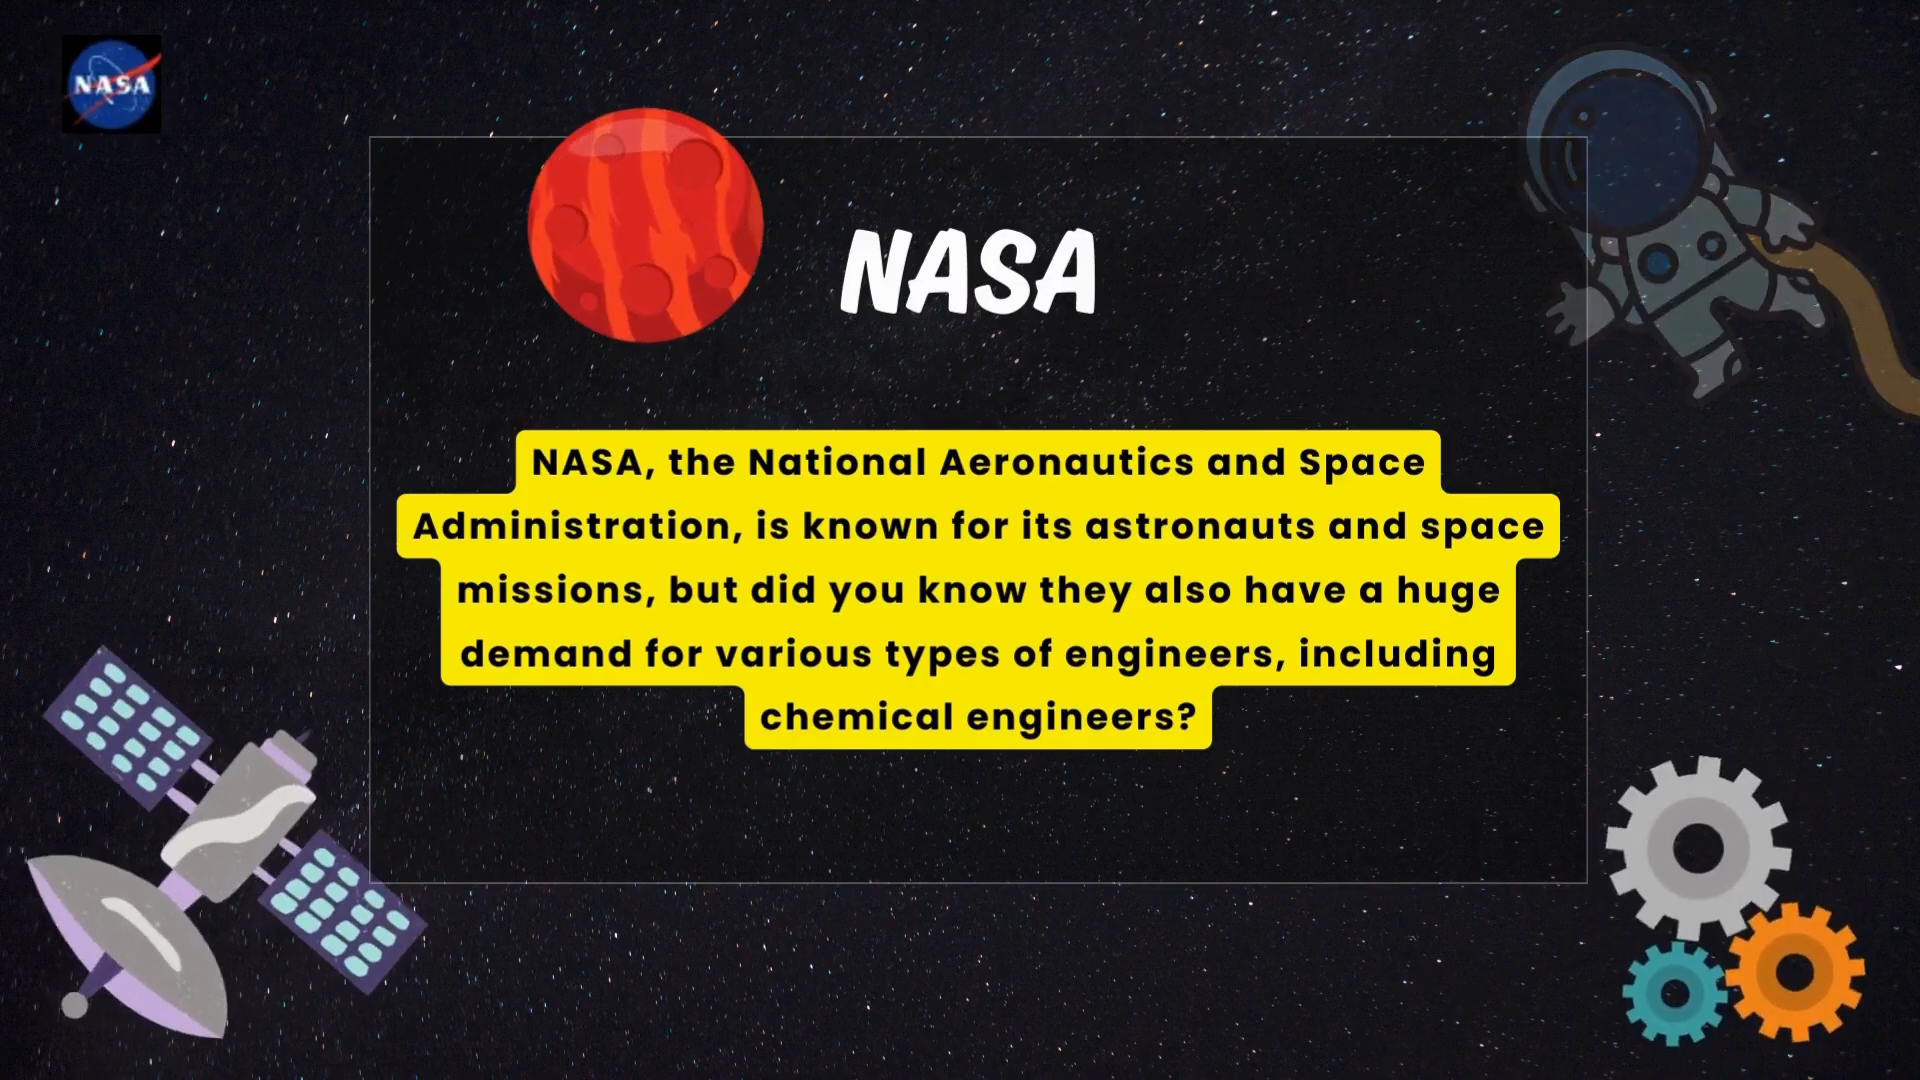 NASA
NASA
NASA, the National Aeronautics and Space
Administration, is known for its astronauts and space
missions, but did you know they also have a huge
demand for various types of engineers, including
chemical engineers?